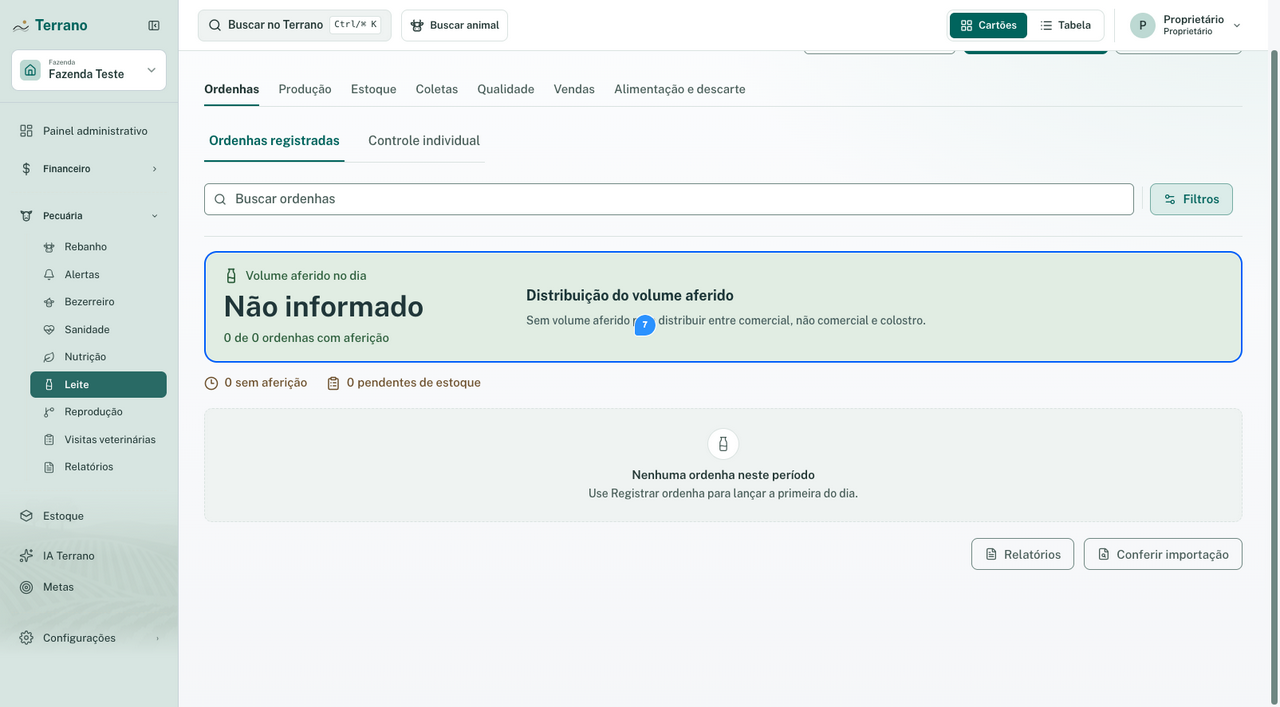 Terrano
Buscar no Terrano Ctrl/⌘ K
Buscar animal
Cartões
Tabela
P
Proprietário
Proprietário
Fazenda
Fazenda Teste
Painel administrativo
Financeiro
Pecuária
Rebanho
Alertas
Bezerreiro
Sanidade
Nutrição
Leite
Reprodução
Visitas veterinárias
Relatórios
Estoque
IA Terrano
Metas
Configurações
Ordenhas Produção Estoque Coletas Qualidade Vendas Alimentação e descarte
Ordenhas registradas Controle individual
Buscar ordenhas
Filtros
Volume aferido no dia
Não informado
0 de 0 ordenhas com aferição
Distribuição do volume aferido
Sem volume aferido distribuir entre comercial, não comercial e colostro.
7
0 sem aferição 0 pendentes de estoque
Nenhuma ordenha neste período
Use Registrar ordenha para lançar a primeira do dia.
Relatórios Conferir importação